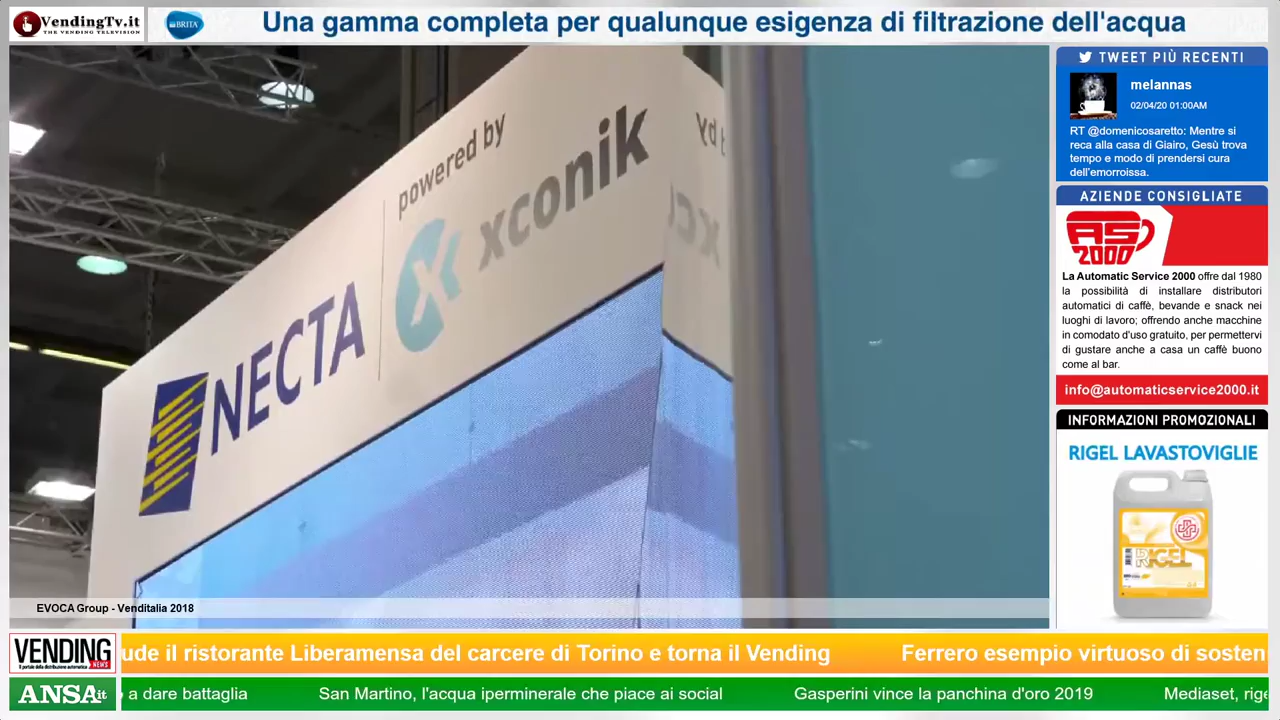 VendingTv.it
THE VENDING TELEVISION
BRITA
Una gamma completa per qualunque esigenza di filtrazione dell'acqua
powered by
xconik
NECTA
EVOCA Group - Venditalia 2018
TWEET PIÙ RECENTI
melannas
02/04/20 01:00AM
RT @domenicosaretto: Mentre si
reca alla casa di Giairo, Gesù trova
tempo e modo di prendersi cura
dell'emorroissa.
AZIENDE CONSIGLIATE
AS
2000
La Automatic Service 2000 offre dal 1980
la possibilità di installare distributori
automatici di caffè, bevande e snack nei
luoghi di lavoro; offrendo anche macchine
in comodato d'uso gratuito, per permettervi
di gustare anche a casa un caffè buono
come al bar.
info@automaticservice2000.it
INFORMAZIONI PROMOZIONALI
RIGEL LAVASTOVIGLIE
RIGEL
VENDING
NEWS
Il portale della distribuzione automatica
ude il ristorante Liberamensa del carcere di Torino e torna il Vending Ferrero esempio virtuoso di sosten
ANSA.it
o a dare battaglia San Martino, l'acqua iperminerale che piace ai social Gasperini vince la panchina d'oro 2019 Mediaset, rige